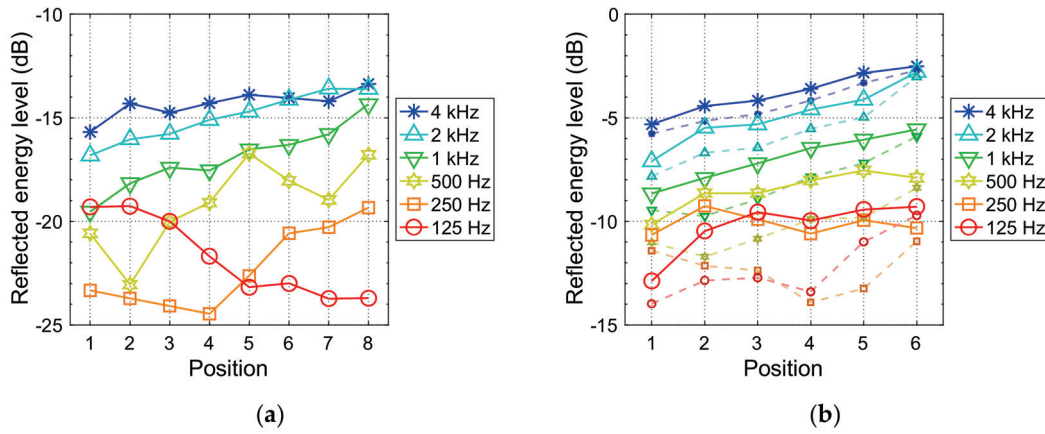 Reflected energy level (dB)
-10
-15
-20
-25
1 2 3 4 5 6 7 8
Position
4 kHz
2 kHz
1 kHz
500 Hz
250 Hz
125 Hz
(a)
Reflected energy level (dB)
0
-5
-10
-15
1 2 3 4 5 6
Position
4 kHz
2 kHz
1 kHz
500 Hz
250 Hz
125 Hz
(b)